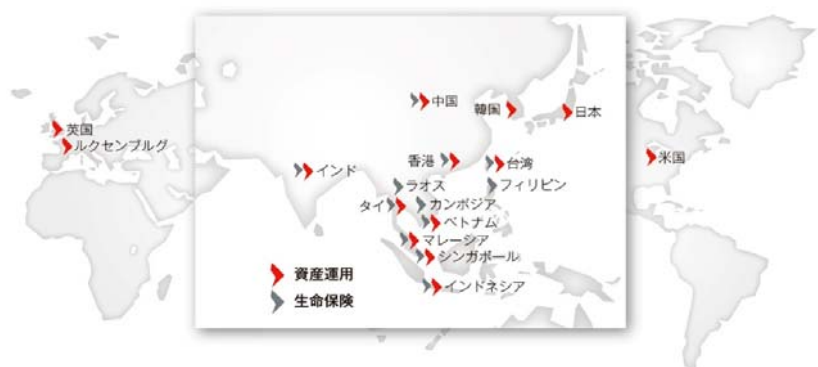 中国
韓国
日本
英国
ルクセンブルグ
香港
台湾
米国
インド
ラオス
フィリピン
タイ
カンボジア
ベトナム
マレーシア
シンガポール
資産運用
インドネシア
生命保険